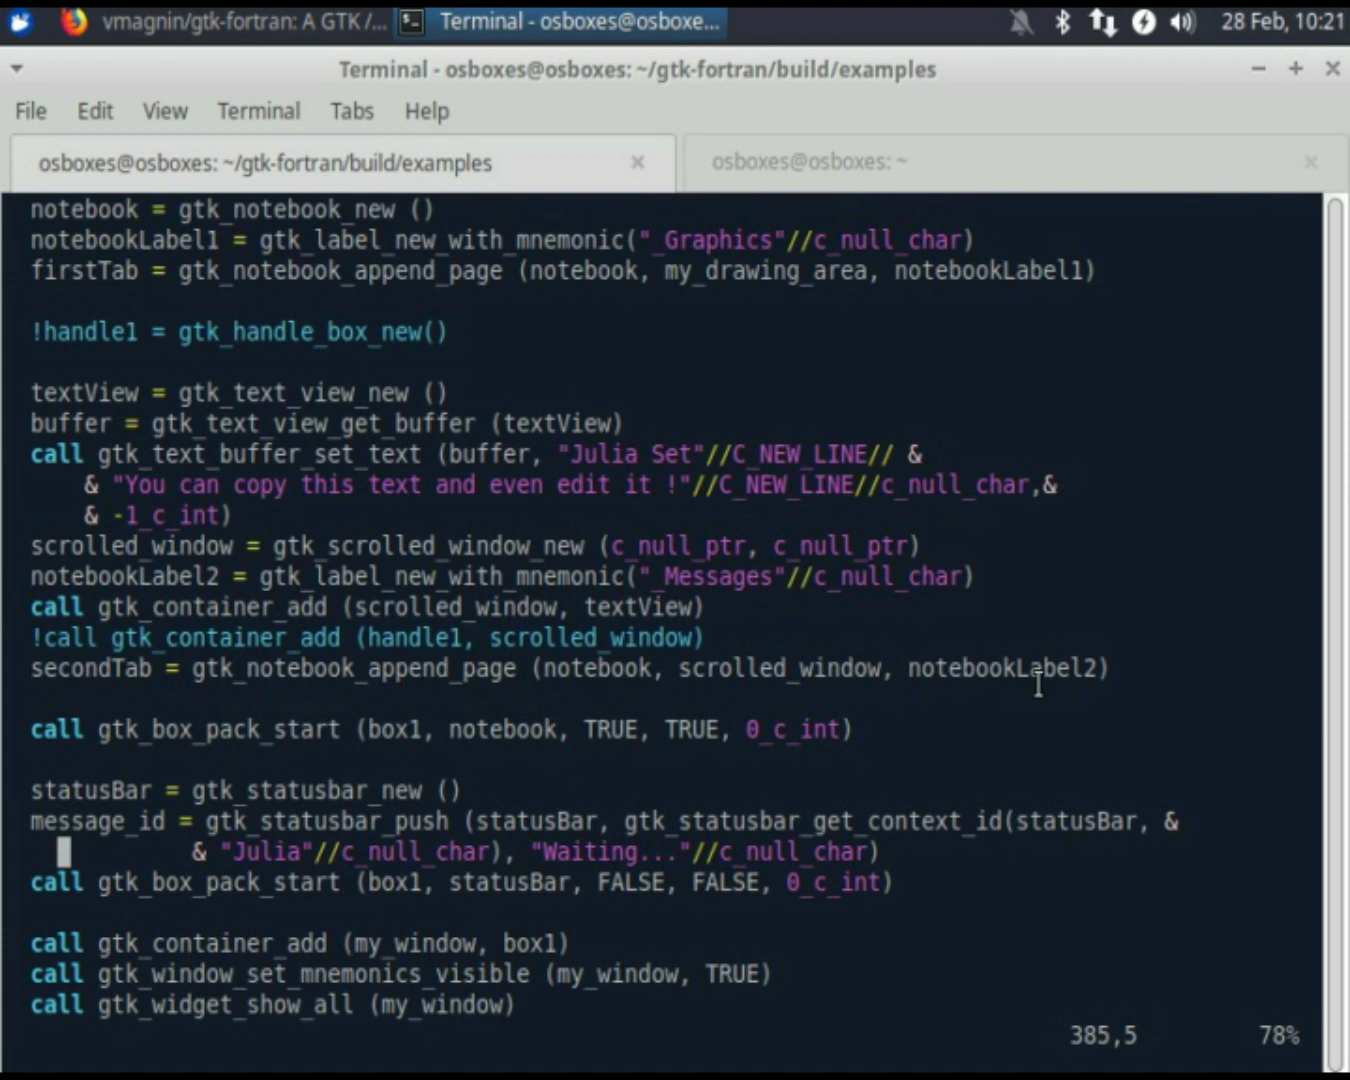 vmagnin/gtk-fortran: A GTK /... Terminal - osboxes@osboxe... 28 Feb, 10:21
Terminal - osboxes@osboxes: ~/gtk-fortran/build/examples
File Edit View Terminal Tabs Help
osboxes@osboxes: ~/gtk-fortran/build/examples osboxes@osboxes: ~
notebook = gtk_notebook_new ()
notebookLabel1 = gtk_label_new_with_mnemonic("_Graphics"//c_null_char)
firstTab = gtk_notebook_append_page (notebook, my_drawing_area, notebookLabel1)
!handle1 = gtk_handle_box_new()
textView = gtk_text_view_new ()
buffer = gtk_text_view_get_buffer (textView)
call gtk_text_buffer_set_text (buffer, "Julia Set"//C_NEW_LINE// &
& "You can copy this text and even edit it !"//C_NEW_LINE//c_null_char,&
& -1_c_int)
scrolled_window = gtk_scrolled_window_new (c_null_ptr, c_null_ptr)
notebookLabel2 = gtk_label_new_with_mnemonic("_Messages"//c_null_char)
call gtk_container_add (scrolled_window, textView)
!call gtk_container_add (handle1, scrolled_window)
secondTab = gtk_notebook_append_page (notebook, scrolled_window, notebookLabel2)
call gtk_box_pack_start (box1, notebook, TRUE, TRUE, 0_c_int)
statusBar = gtk_statusbar_new ()
message_id = gtk_statusbar_push (statusBar, gtk_statusbar_get_context_id(statusBar, &
& "Julia"//c_null_char), "Waiting..."//c_null_char)
call gtk_box_pack_start (box1, statusBar, FALSE, FALSE, 0_c_int)
call gtk_container_add (my_window, box1)
call gtk_window_set_mnemonics_visible (my_window, TRUE)
call gtk_widget_show_all (my_window)
385,5 78%